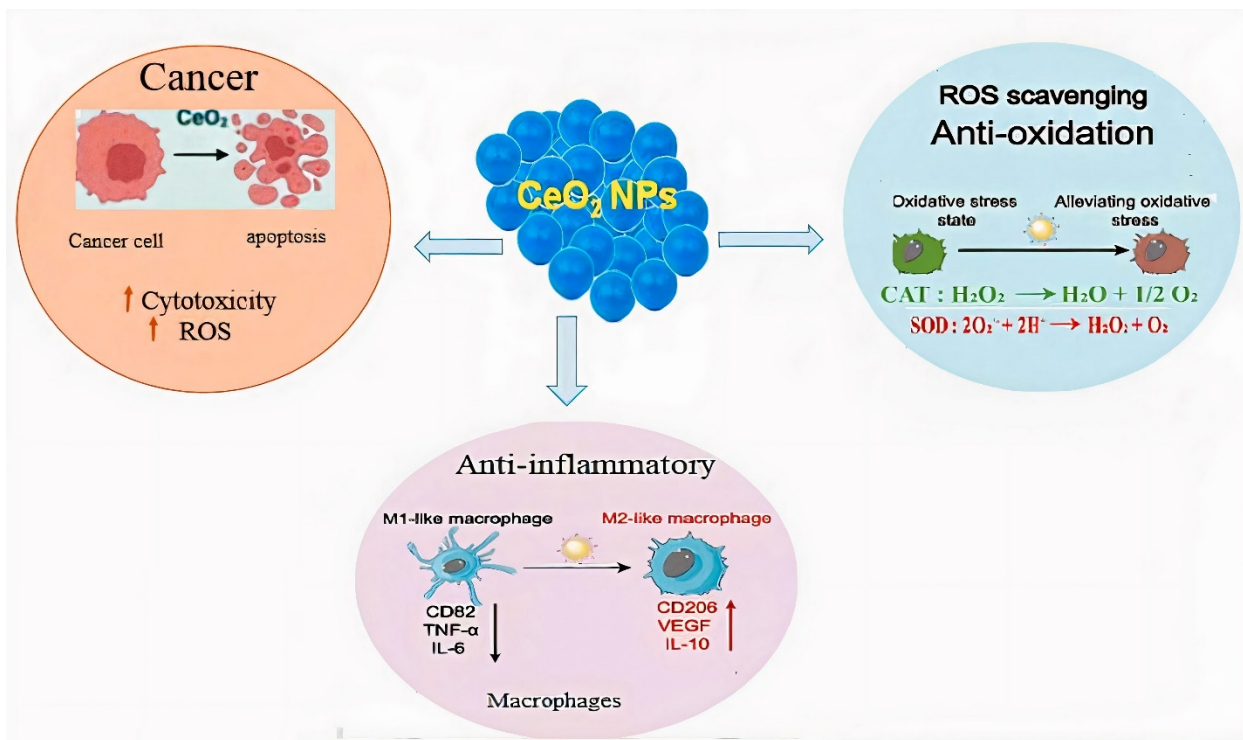 Cancer
CeO₂
Cancer cell
apoptosis
↑ Cytotoxicity
↑ ROS
CeO₂ NPs
ROS scavenging
Anti-oxidation
Oxidative stress
state
Alleviating oxidative
stress
CAT : H₂O₂ → H₂O + 1/2 O₂
SOD : 2O₂˙⁻ + 2H⁺ → H₂O₂ + O₂
Anti-inflammatory
M1-like macrophage
M2-like macrophage
CD82
TNF-α
IL-6
CD206
VEGF
IL-10
Macrophages